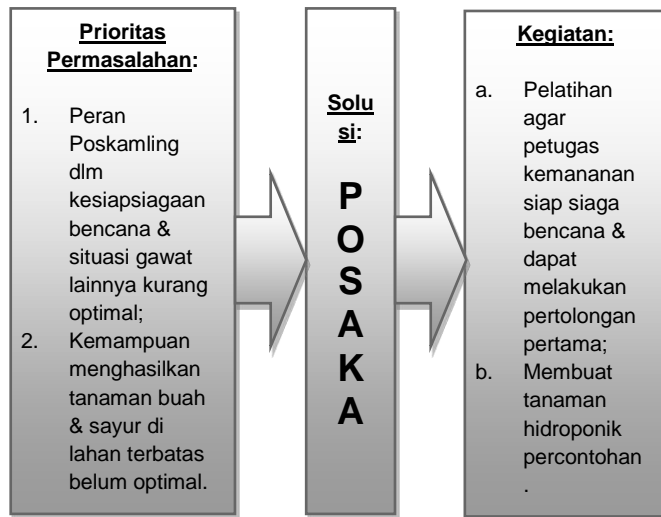 Prioritas
Permasalahan:
1. Peran
Poskamling
dlm
kesiapsiagaan
bencana &
situasi gawat
lainnya kurang
optimal;
2. Kemampuan
menghasilkan
tanaman buah
& sayur di
lahan terbatas
belum optimal.
Solu
si:
P
O
S
A
K
A
Kegiatan:
a. Pelatihan
agar
petugas
kemananan
siap siaga
bencana &
dapat
melakukan
pertolongan
pertama;
b. Membuat
tanaman
hidroponik
percontohan
.